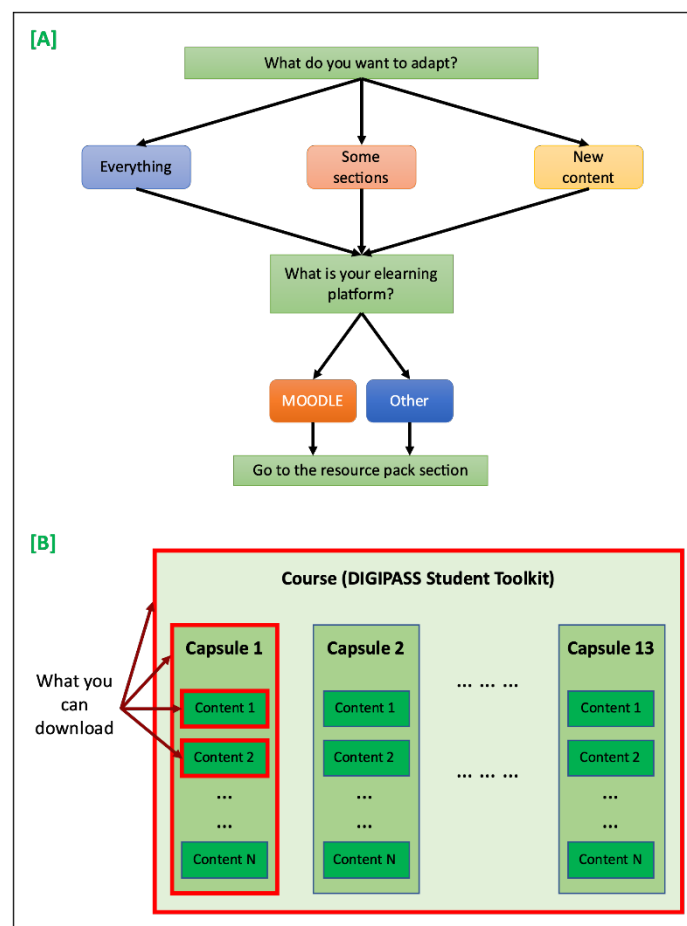 [A]
What do you want to adapt?
Everything
Some
sections
New
content
What is your elearning
platform?
MOODLE
Other
Go to the resource pack section
[B]
Course (DIGIPASS Student Toolkit)
What you
can
download
Capsule 1
Content 1
Content 2
...
...
Content N
Capsule 2
Content 1
Content 2
...
...
Content N
... ... ...
... ... ...
Capsule 13
Content 1
Content 2
...
...
Content N